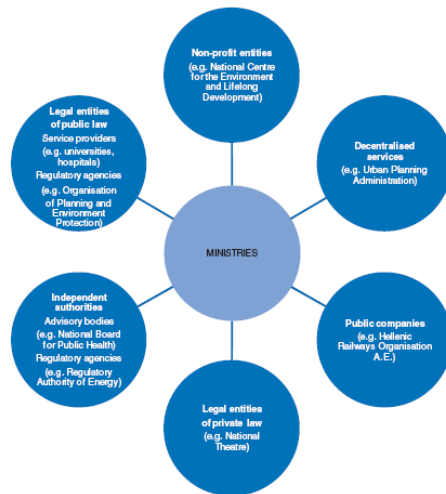 Non-profit entities
(e.g. National Centre
for the Environment
and Lifelong
Development)
Legal entities
of public law
Service providers
(e.g. universities,
hospitals)
Regulatory agencies
(e.g. Organisation
of Planning and
Environment
Protection)
Decentralised
services
(e.g. Urban Planning
Administration)
MINISTRIES
Independent
authorities
Advisory bodies
(e.g. National Board
for Public Health)
Regulatory agencies
(e.g. Regulatory
Authority of Energy)
Public companies
(e.g. Hellenic
Railways Organisation
A.E.)
Legal entities
of private law
(e.g. National
Theatre)